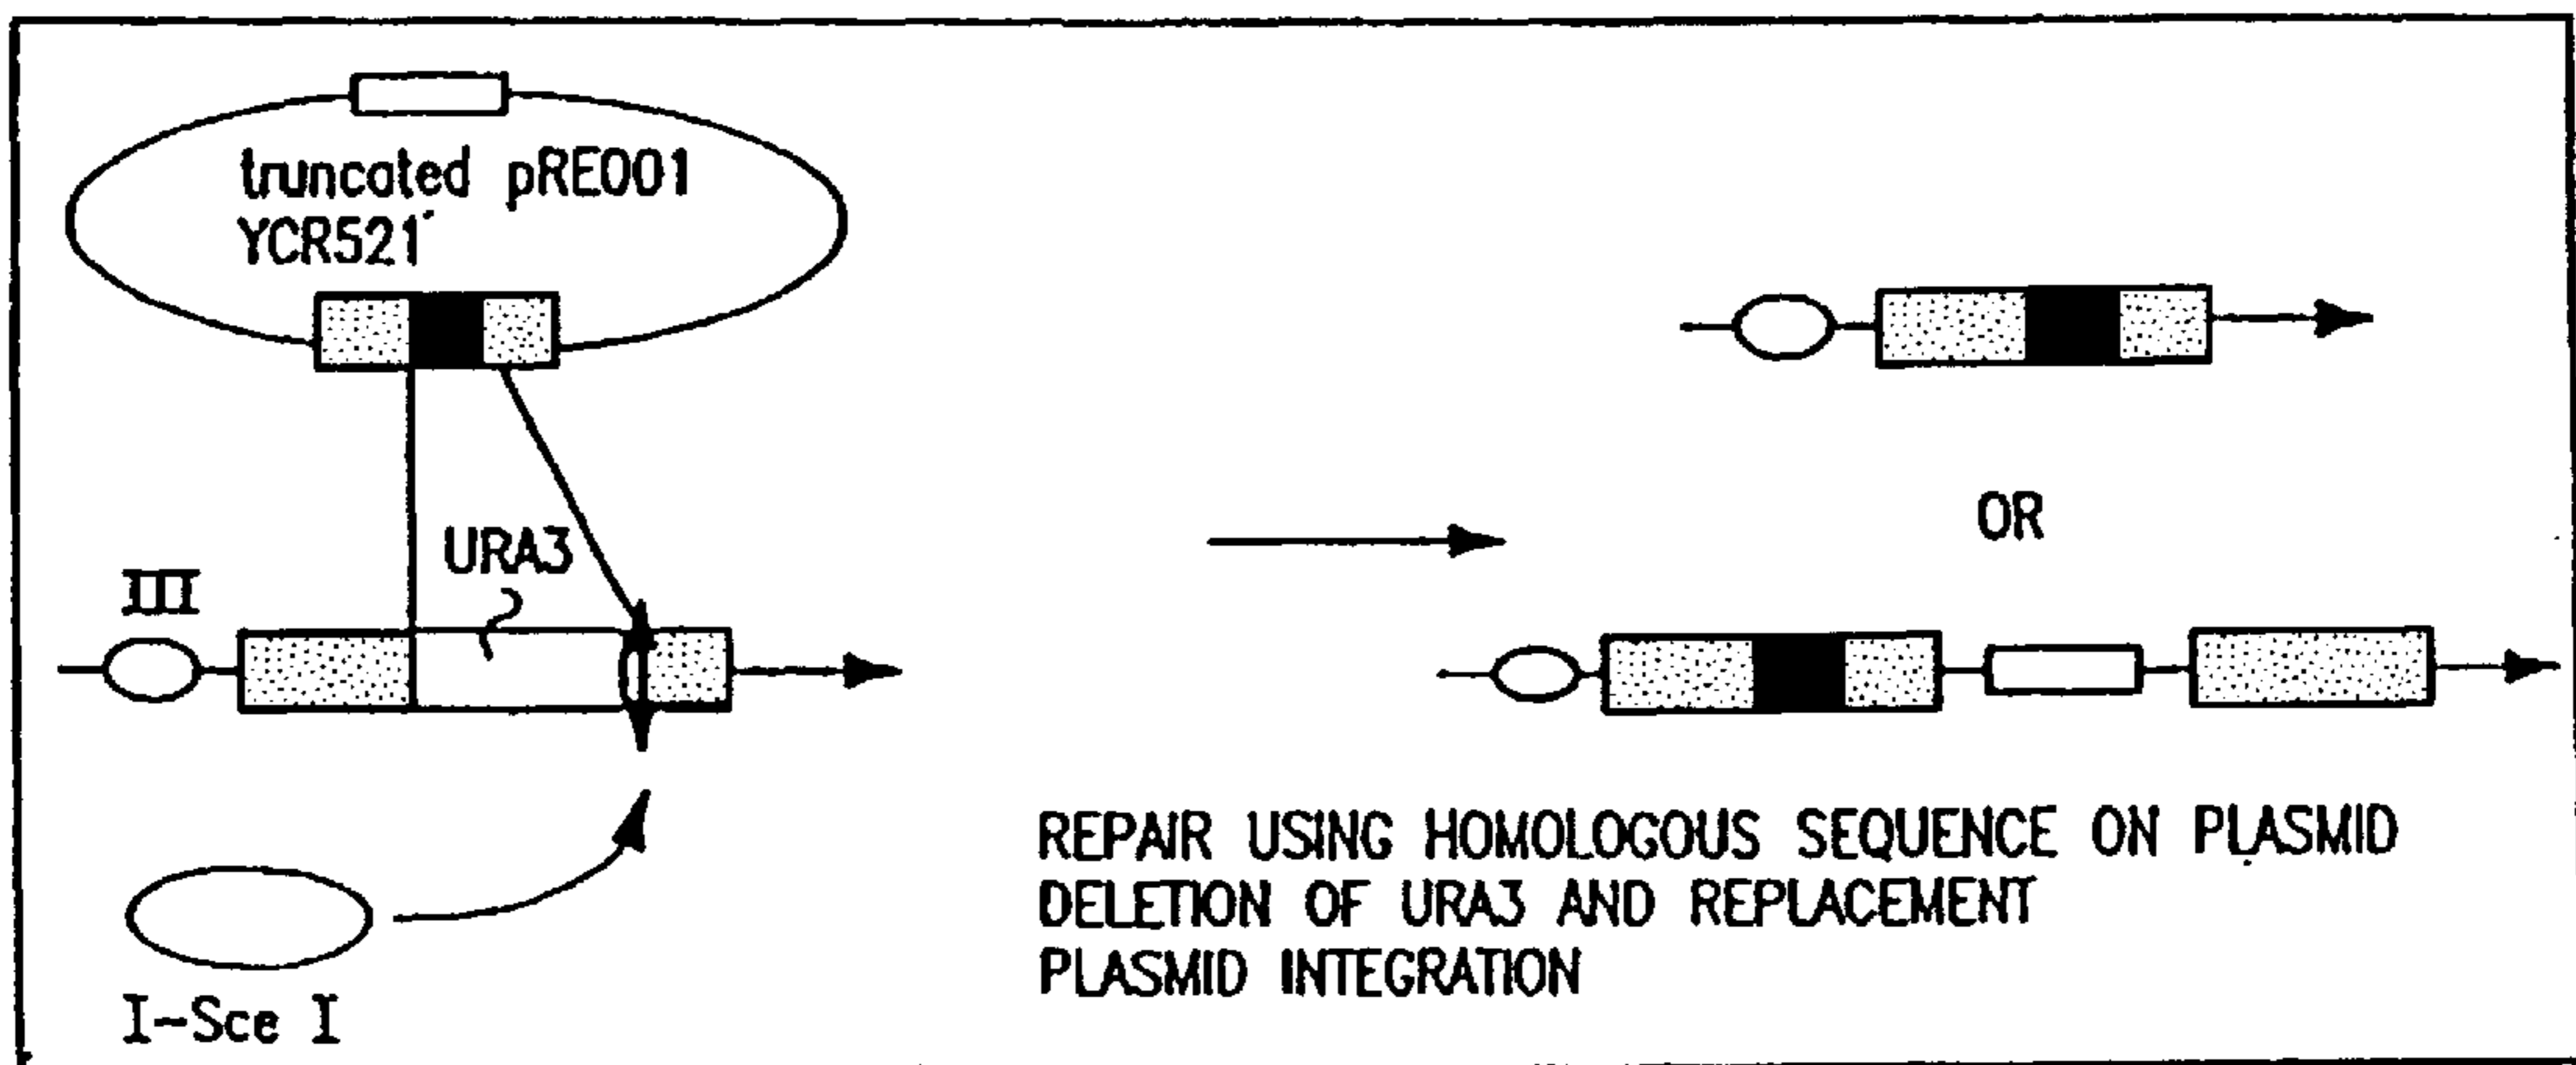 truncated pRE001
YCR521
URA3
III
I-Sce I
OR
REPAIR USING HOMOLOGOUS SEQUENCE ON PLASMID
DELETION OF URA3 AND REPLACEMENT
PLASMID INTEGRATION